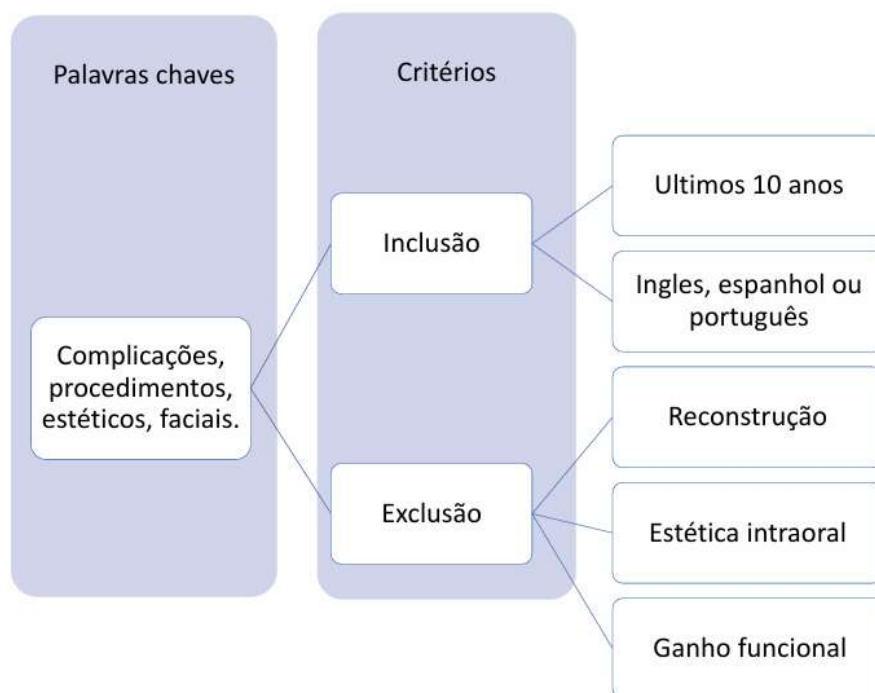 Palavras chaves
Critérios
Complicações,
procedimentos,
estéticos, faciais.
Inclusão
Ultimos 10 anos
Ingles, espanhol ou
português
Exclusão
Reconstrução
Estética intraoral
Ganho funcional